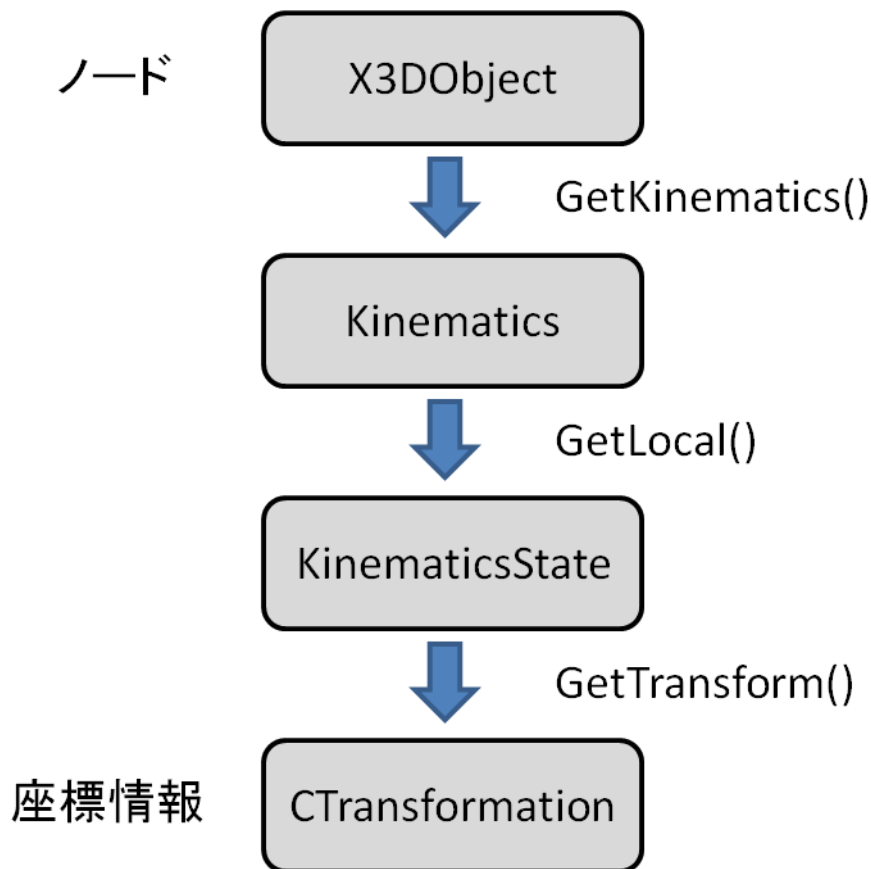 ノード
X3DObject
GetKinematics()
Kinematics
GetLocal()
KinematicsState
GetTransform()
座標情報
CTransformation